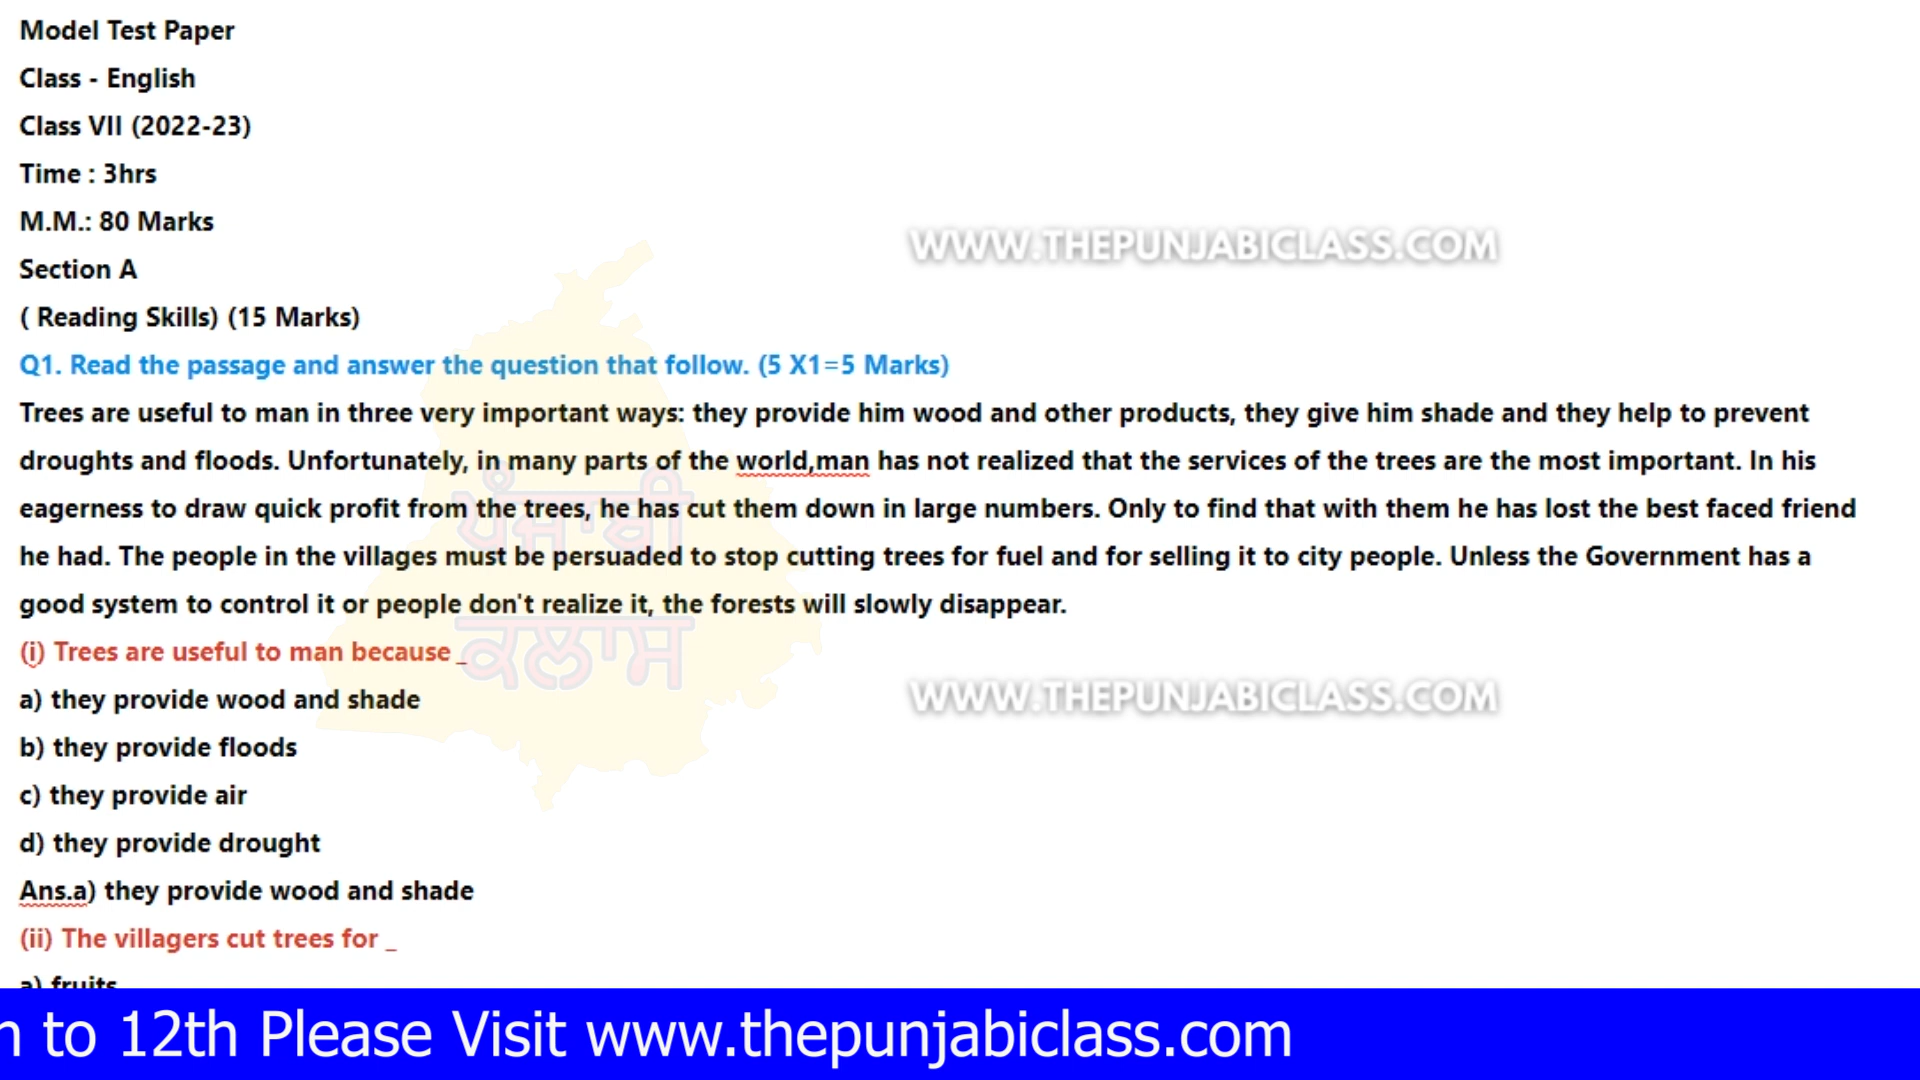 Model Test Paper
Class - English
Class VII (2022-23)
Time : 3hrs
M.M.: 80 Marks
WWW.THEPUNJABICLASS.COM
Section A
( Reading Skills) (15 Marks)
Q1. Read the passage and answer the question that follow. (5 X1=5 Marks)
Trees are useful to man in three very important ways: they provide him wood and other products, they give him shade and they help to prevent
droughts and floods. Unfortunately, in many parts of the world,man has not realized that the services of the trees are the most important. In his
eagerness to draw quick profit from the trees, he has cut them down in large numbers. Only to find that with them he has lost the best faced friend
he had. The people in the villages must be persuaded to stop cutting trees for fuel and for selling it to city people. Unless the Government has a
good system to control it or people don't realize it, the forests will slowly disappear.
ਪੰਜਾਬੀ
ਕਲਾਸ
(i) Trees are useful to man because _
a) they provide wood and shade
WWW.THEPUNJABICLASS.COM
b) they provide floods
c) they provide air
d) they provide drought
Ans.a) they provide wood and shade
(ii) The villagers cut trees for _
a) fruits
to 12th Please Visit www.thepunjabiclass.com